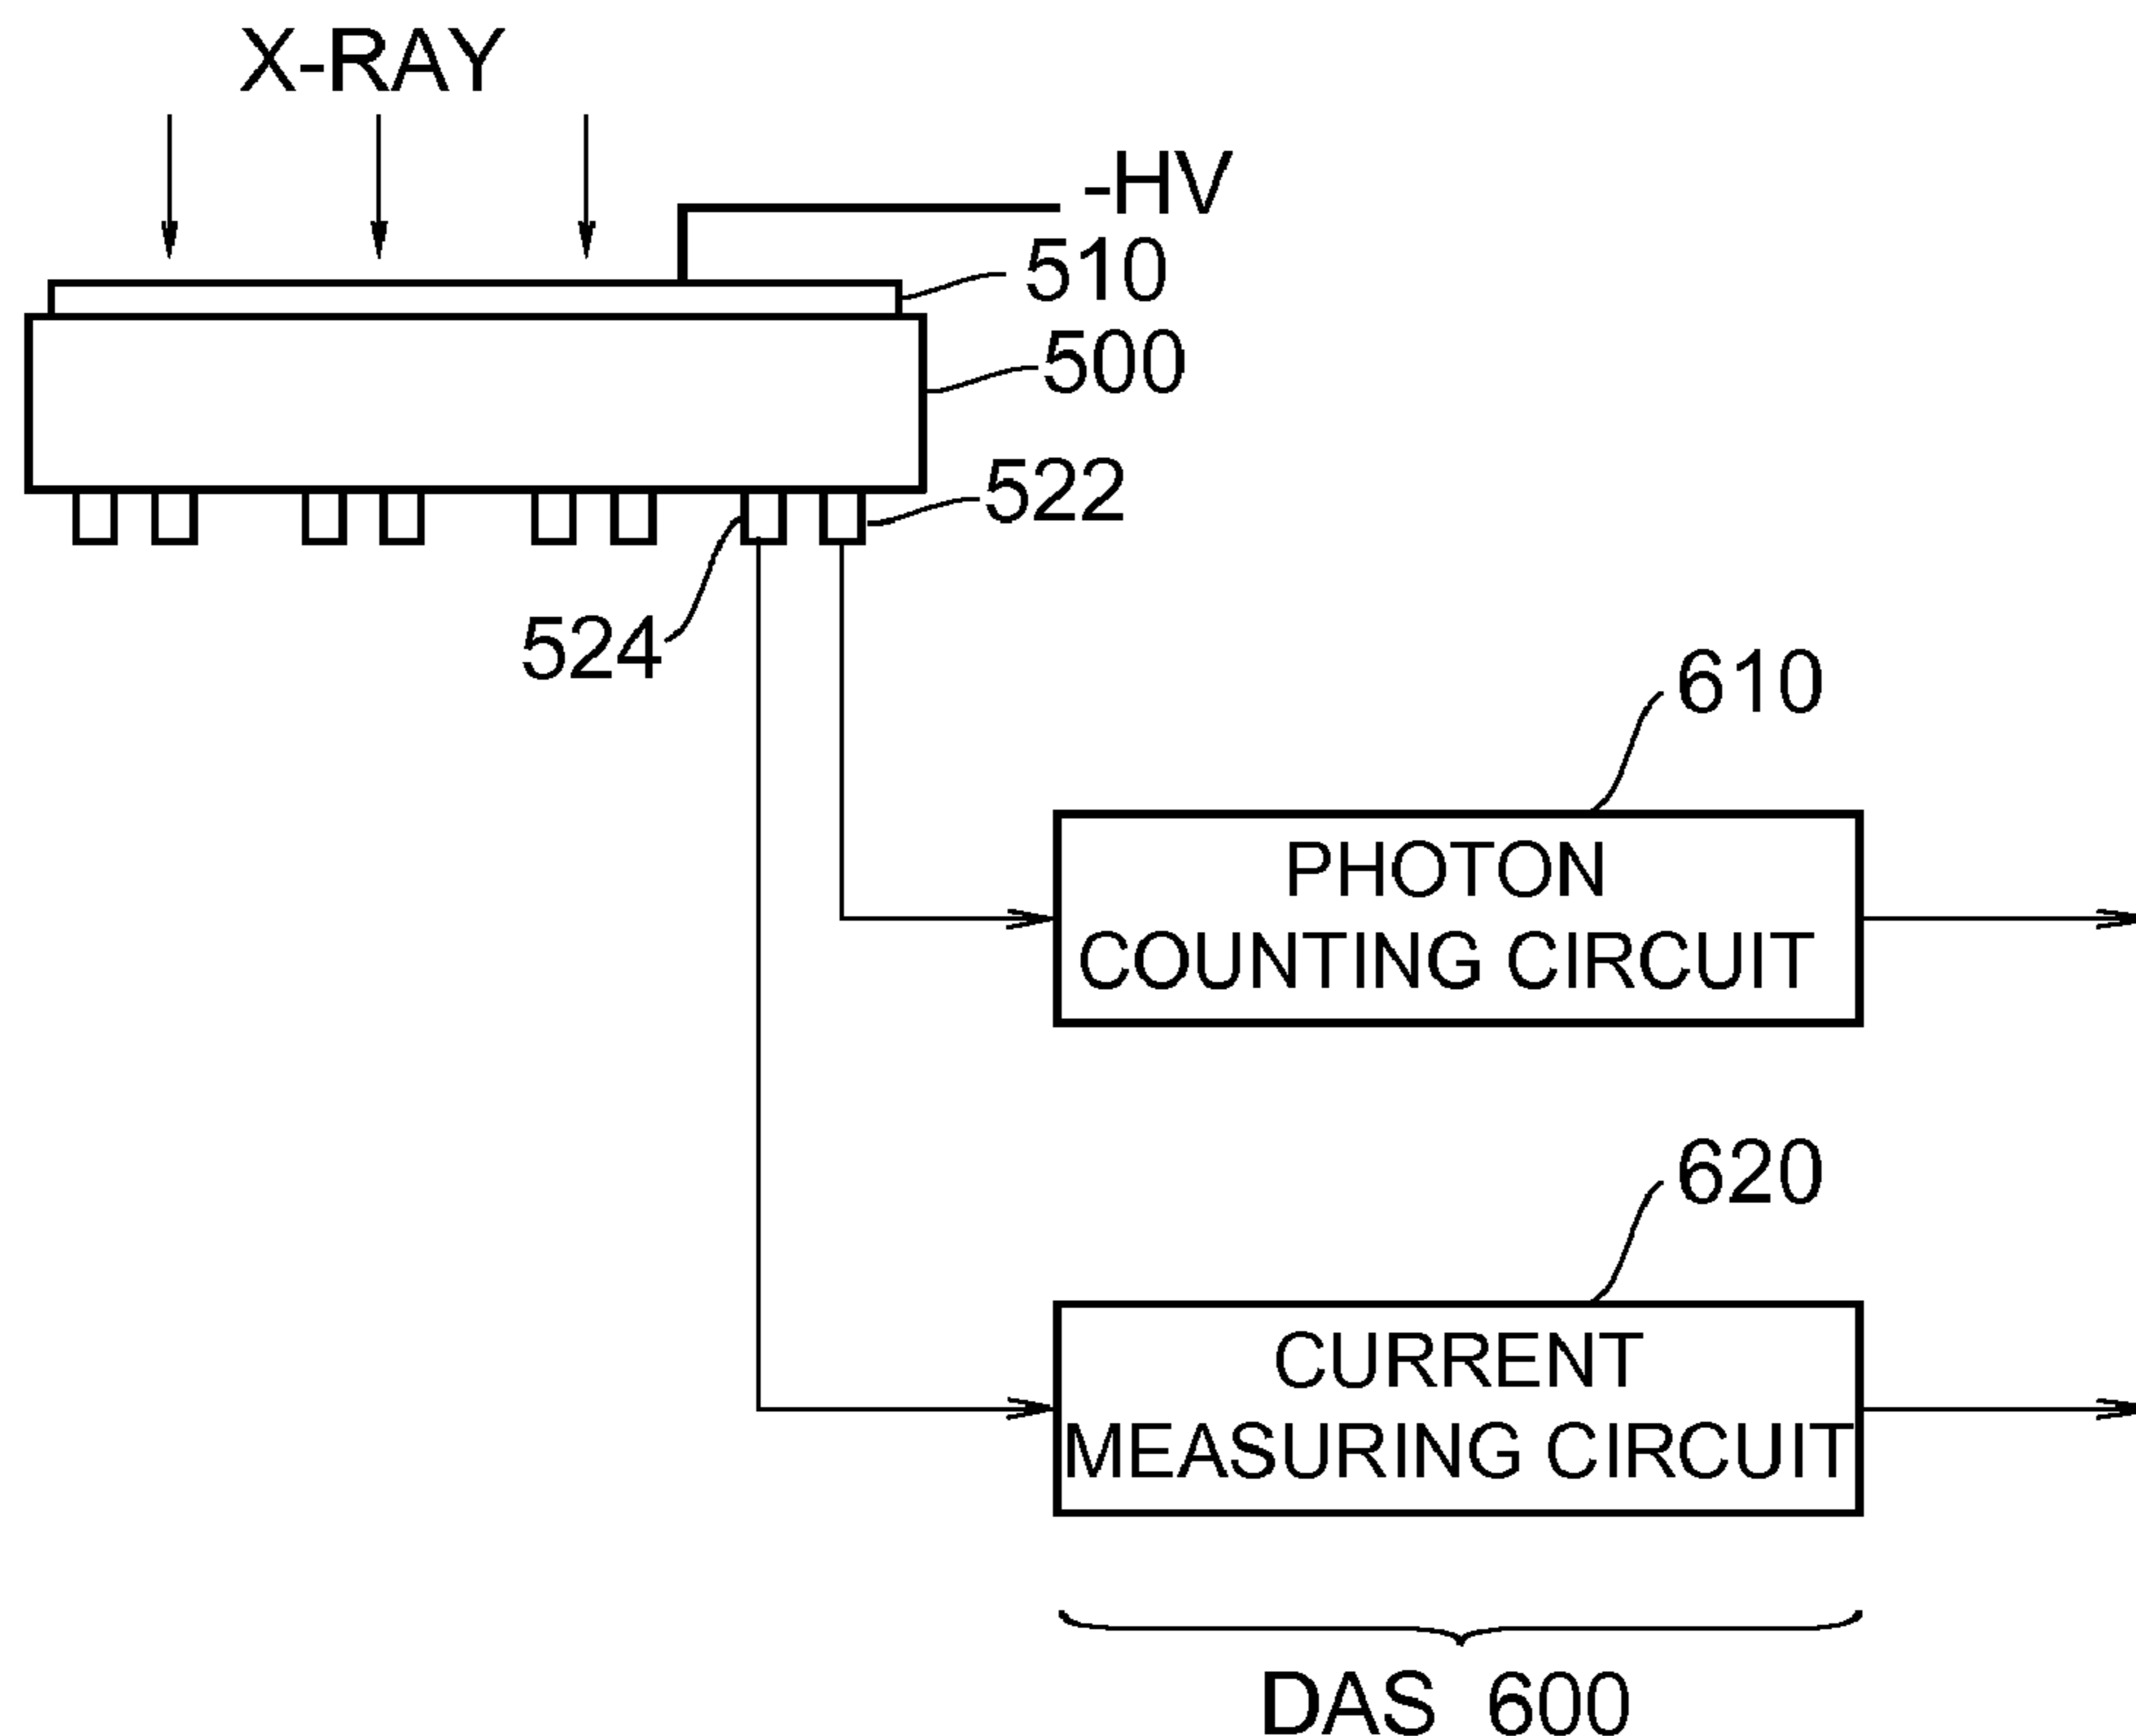 X-RAY
-HV
510
500
522
524
610
PHOTON
COUNTING CIRCUIT
620
CURRENT
MEASURING CIRCUIT
DAS 600